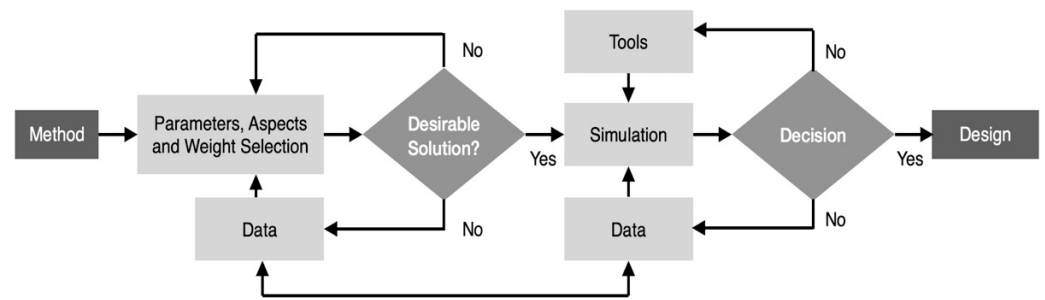 No
Tools
No
Method
Parameters, Aspects
and Weight Selection
Desirable
Solution?
Yes
Simulation
Decision
Yes
Design
Data
No
Data
No